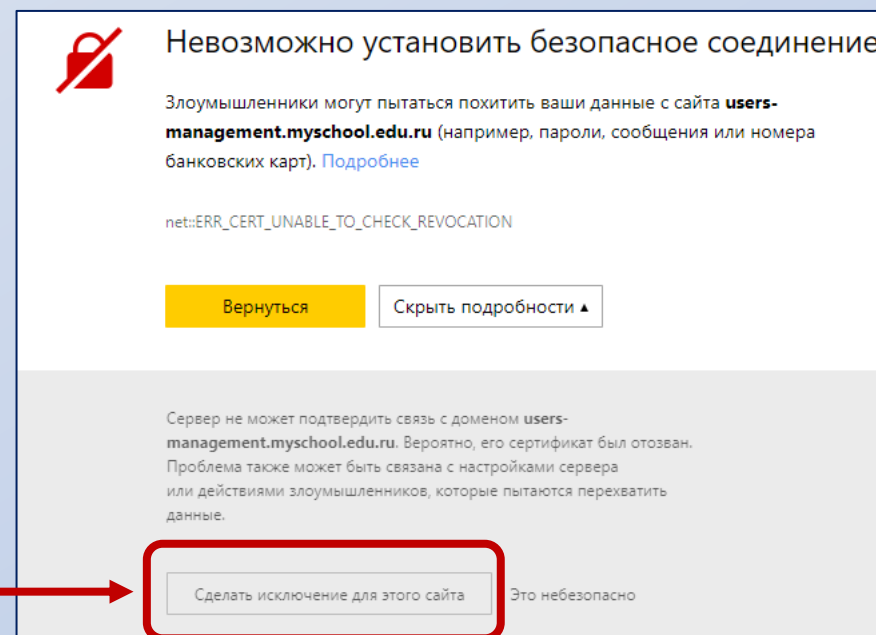 Невозможно установить безопасное соединение
Злоумышленники могут пытаться похитить ваши данные с сайта users-
management.myschool.edu.ru (например, пароли, сообщения или номера
банковских карт). Подробнее
net::ERR_CERT_UNABLE_TO_CHECK_REVOCATION
Вернуться
Скрыть подробности ▴
Сервер не может подтвердить связь с доменом users-
management.myschool.edu.ru. Вероятно, его сертификат был отозван.
Проблема также может быть связана с настройками сервера
или действиями злоумышленников, которые пытаются перехватить
данные.
Сделать исключение для этого сайта
Это небезопасно